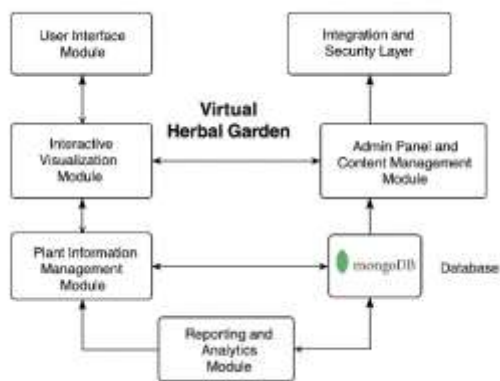 User Interface
Module
Integration and
Security Layer
Virtual
Herbal Garden
Interactive
Visualization
Module
Admin Panel and
Content Management
Module
Plant Information
Management
Module
mongoDB
Database
Reporting and
Analytics
Module